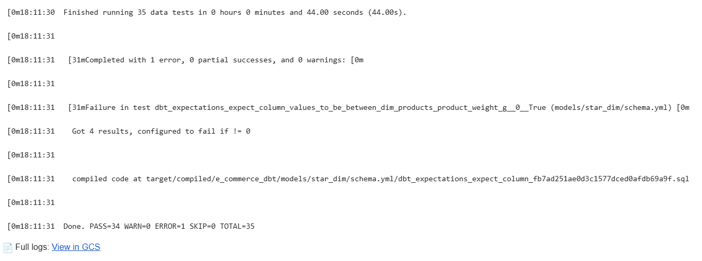 [0m18:11:30  Finished running 35 data tests in 0 hours 0 minutes and 44.00 seconds (44.00s).
[0m18:11:31
[0m18:11:31   [31mCompleted with 1 error, 0 partial successes, and 0 warnings: [0m
[0m18:11:31
[0m18:11:31   [31mFailure in test dbt_expectations_expect_column_values_to_be_between_dim_products_product_weight_g__0__True (models/star_dim/schema.yml) [0m
[0m18:11:31    Got 4 results, configured to fail if != 0
[0m18:11:31
[0m18:11:31    compiled code at target/compiled/e_commerce_dbt/models/star_dim/schema.yml/dbt_expectations_expect_column_fb7ad251ae0d3c1577dced0afdb69a9f.sql
[0m18:11:31
[0m18:11:31  Done. PASS=34 WARN=0 ERROR=1 SKIP=0 TOTAL=35
Full logs: View in GCS